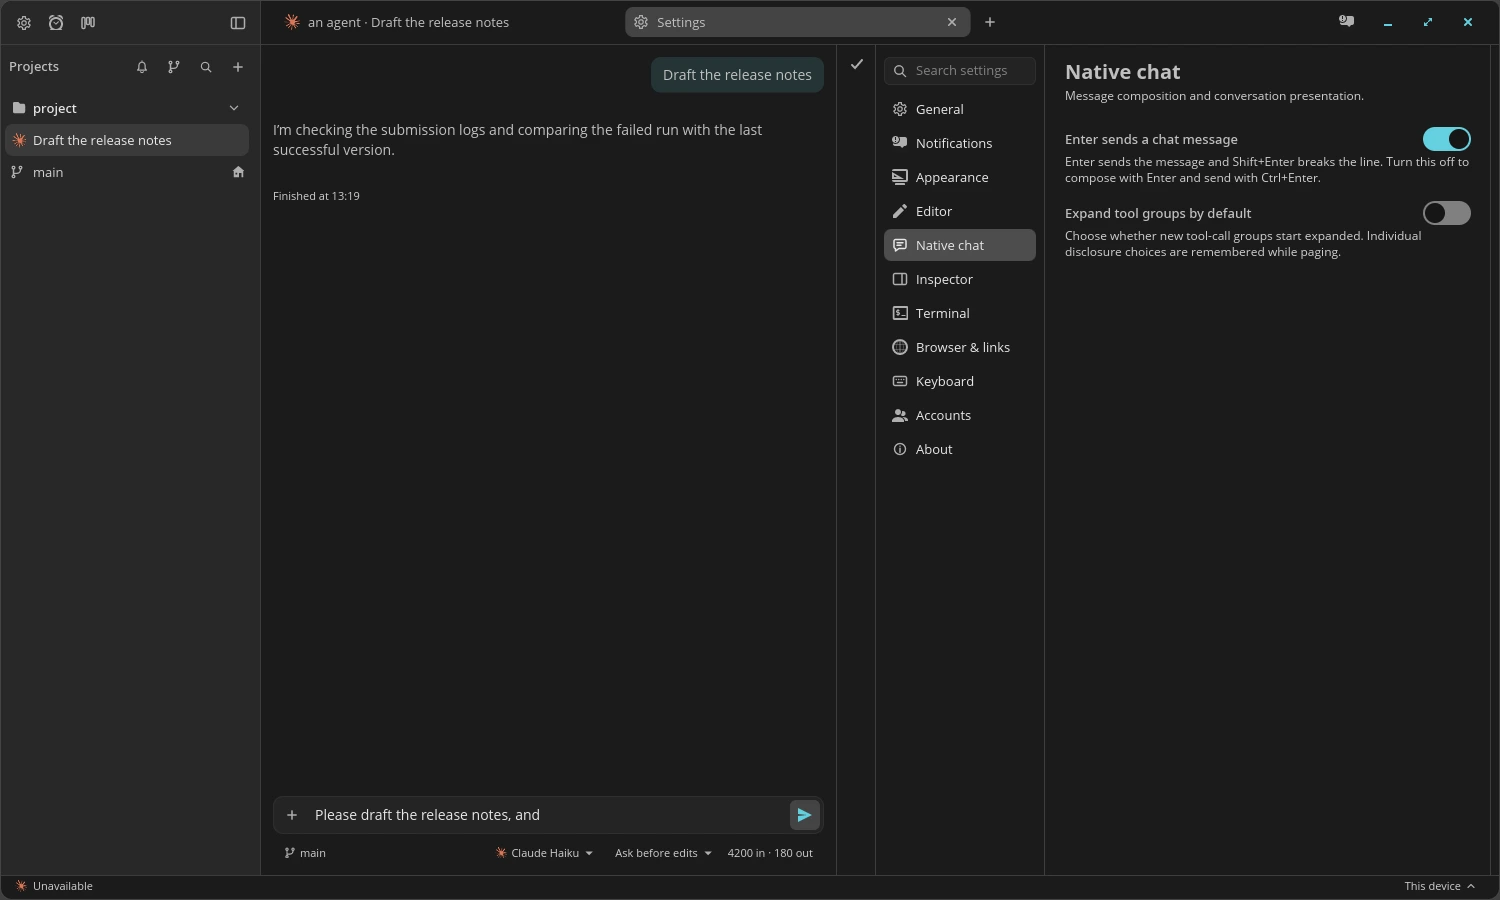 an agent · Draft the release notes
Settings
Projects
project
Draft the release notes
main
Draft the release notes
I’m checking the submission logs and comparing the failed run with the last
successful version.
Finished at 13:19
Please draft the release notes, and
main
Claude Haiku
Ask before edits
4200 in · 180 out
Search settings
General
Notifications
Appearance
Editor
Native chat
Inspector
Terminal
Browser & links
Keyboard
Accounts
About
Native chat
Message composition and conversation presentation.
Enter sends a chat message
Enter sends the message and Shift+Enter breaks the line. Turn this off to
compose with Enter and send with Ctrl+Enter.
Expand tool groups by default
Choose whether new tool-call groups start expanded. Individual
disclosure choices are remembered while paging.
Unavailable
This device